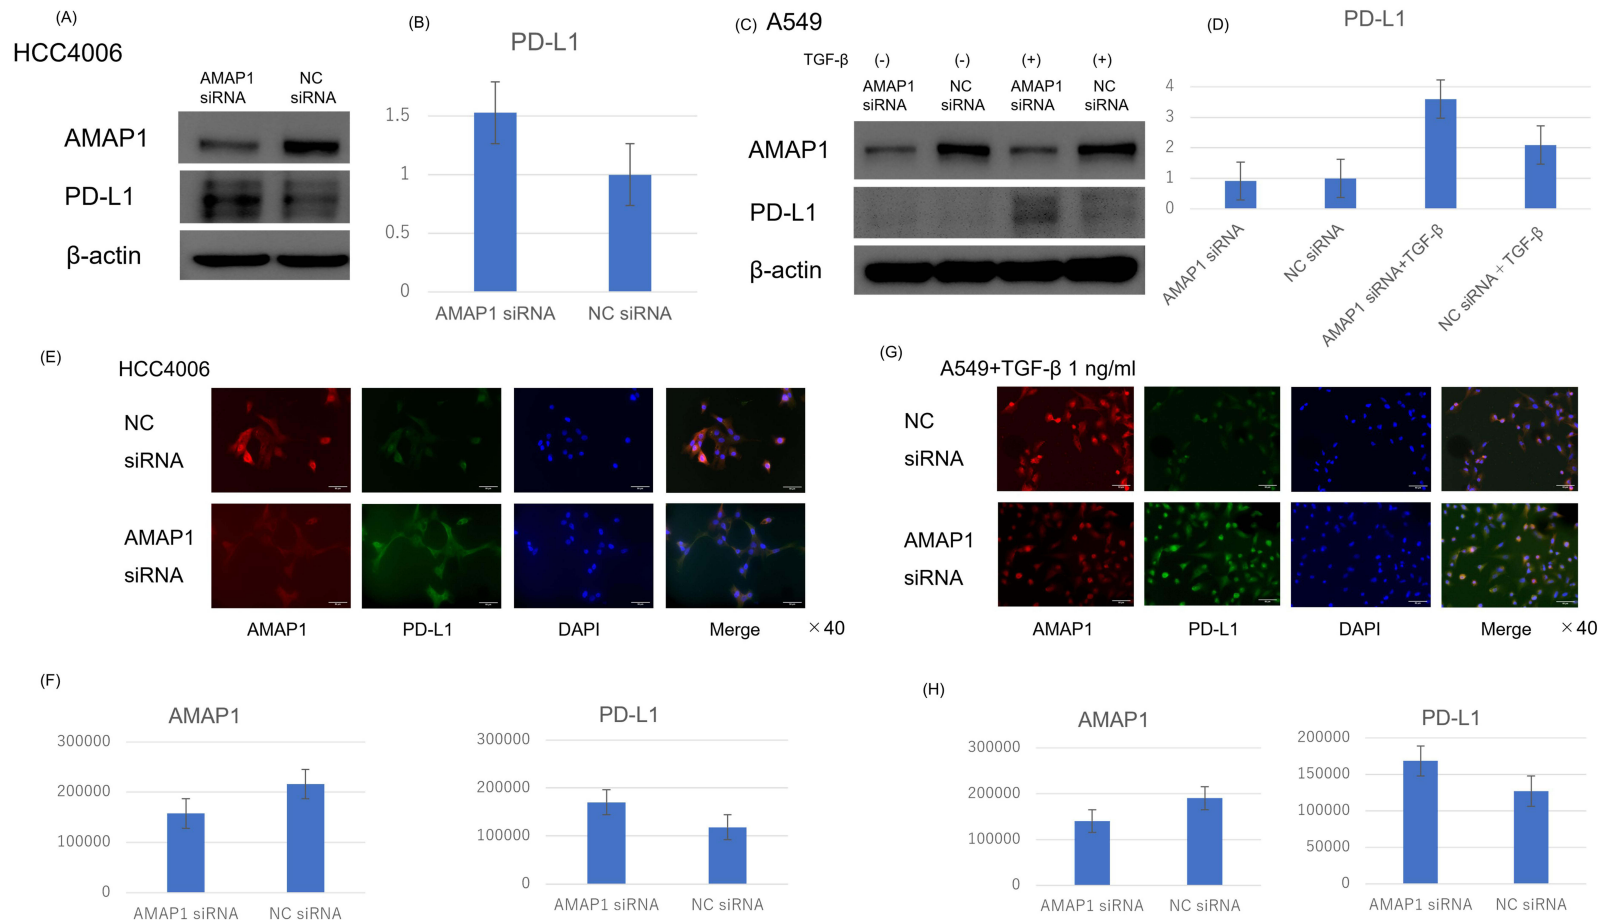 (A)
HCC4006
AMAP1 siRNA
NC siRNA
AMAP1
PD-L1
β-actin
(B)
PD-L1
1.5
1
0.5
0
AMAP1 siRNA
NC siRNA
(C) A549
TGF-β (-) (-) (+) (+)
AMAP1 siRNA
NC siRNA
AMAP1 siRNA
NC siRNA
AMAP1
PD-L1
β-actin
(D)
PD-L1
4
3
2
1
0
AMAP1 siRNA
NC siRNA
AMAP1 siRNA+TGF-β
NC siRNA+TGF-β
(E)
HCC4006
NC
siRNA
AMAP1
siRNA
AMAP1 PD-L1 DAPI Merge ×40
(G)
A549+TGF-β 1 ng/ml
NC
siRNA
AMAP1
siRNA
AMAP1 PD-L1 DAPI Merge ×40
(F)
AMAP1
300000
200000
100000
0
AMAP1 siRNA NC siRNA
PD-L1
300000
200000
100000
0
AMAP1 siRNA NC siRNA
(H)
AMAP1
300000
200000
100000
0
AMAP1 siRNA NC siRNA
PD-L1
200000
150000
100000
50000
0
AMAP1 siRNA NC siRNA